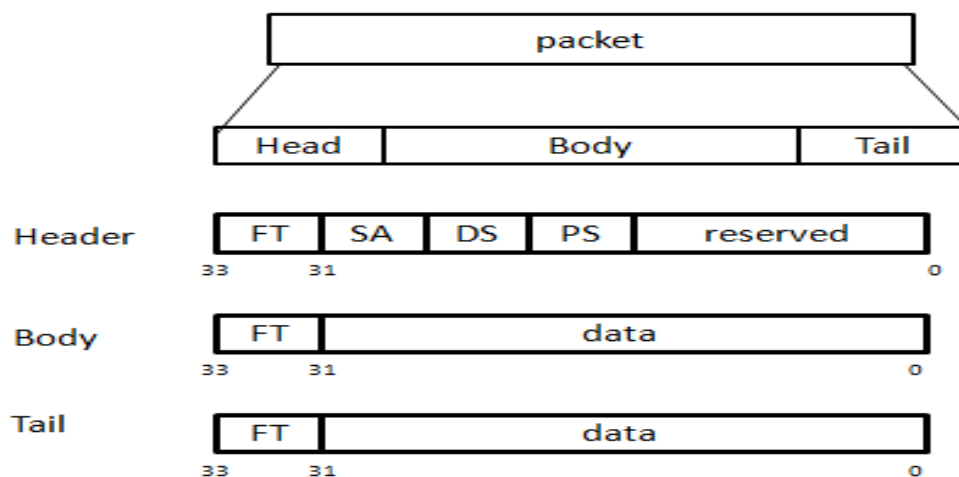 packet
Head Body Tail
Header FT SA DS PS reserved
33 31 0
Body FT data
33 31 0
Tail FT data
33 31 0